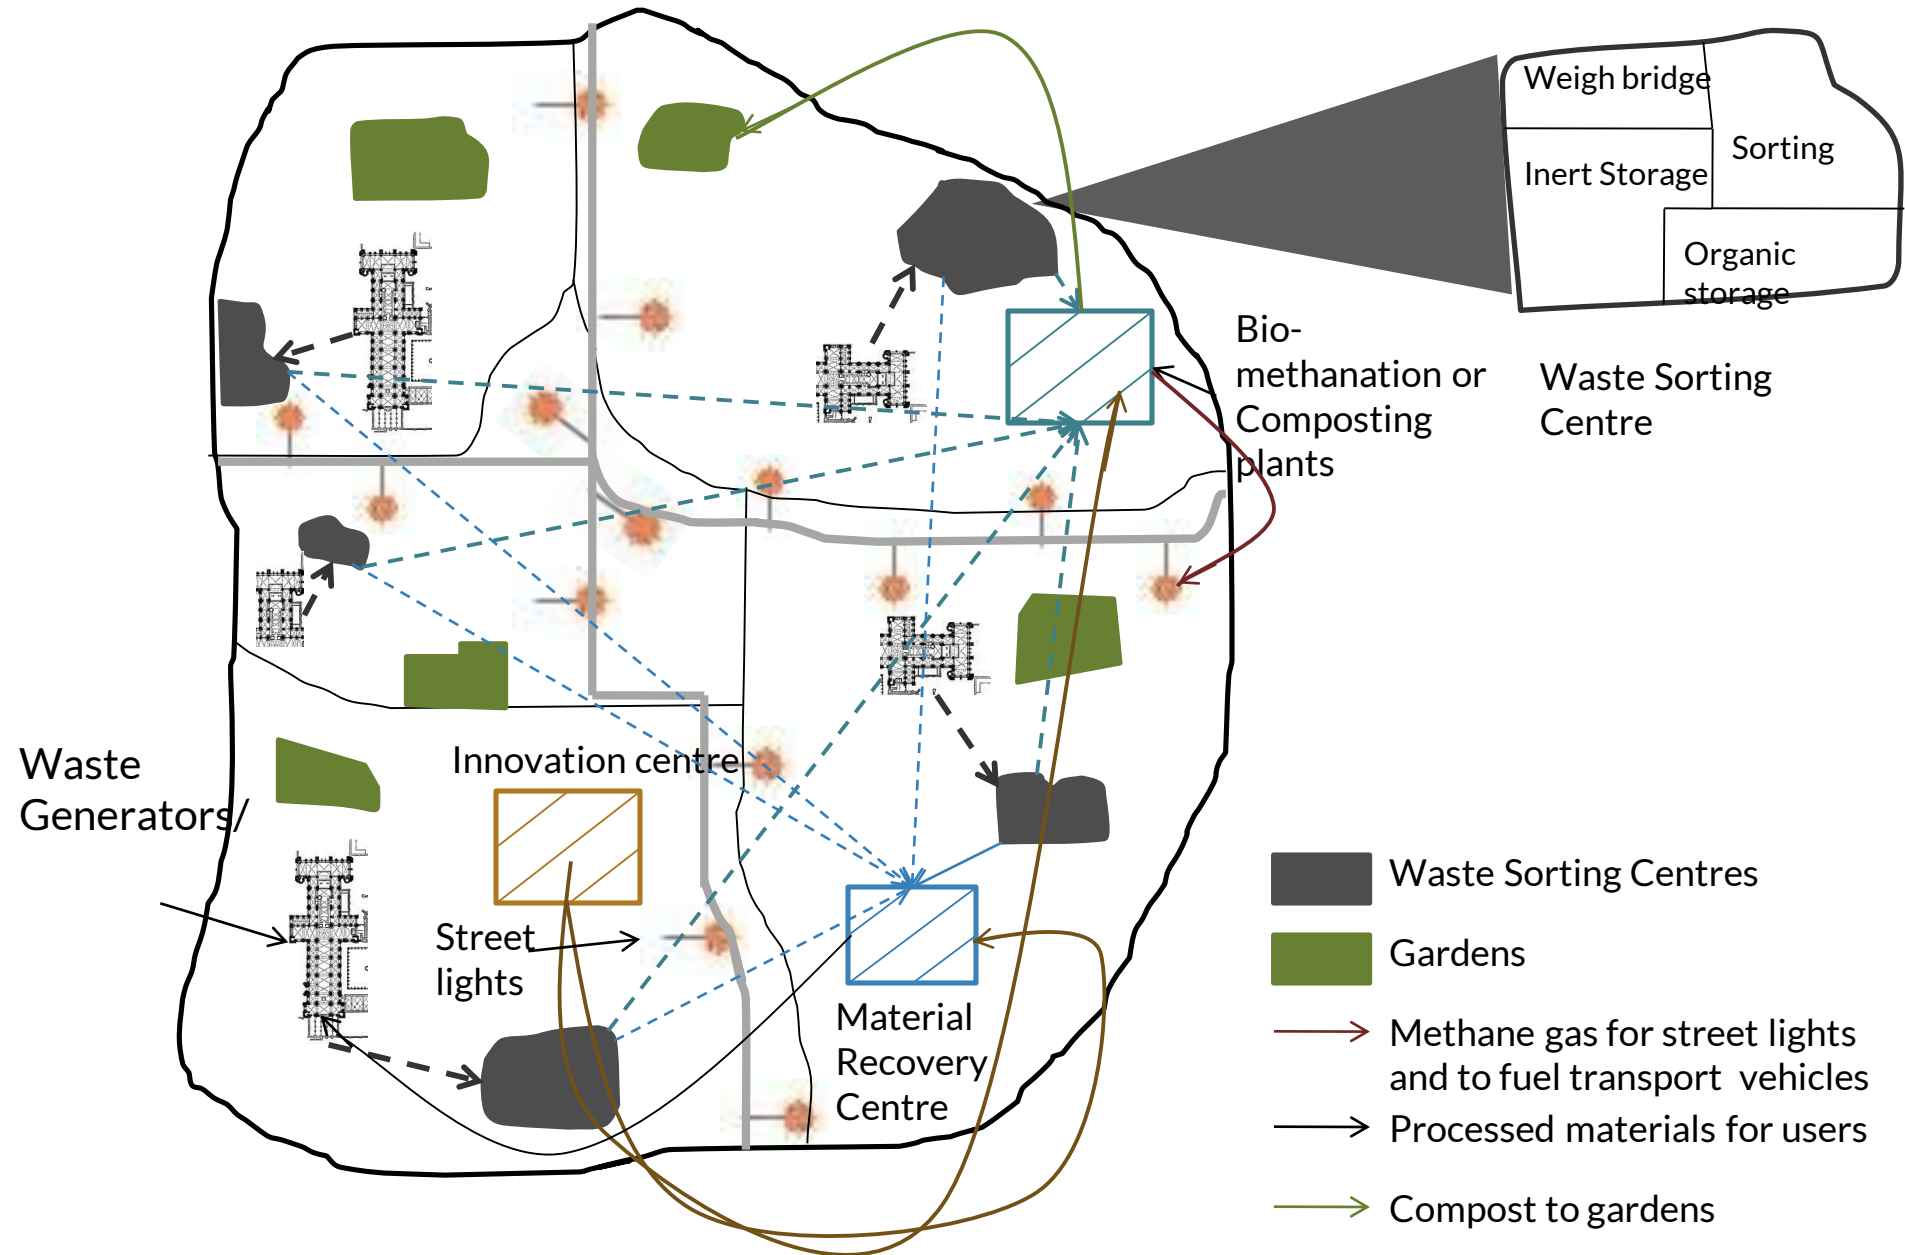 Weigh bridge
Sorting
Inert Storage
Organic
storage
Bio-
methanation or
Composting
plants
Waste Sorting
Centre
Waste
Generators/
Innovation centre
Street
lights
Material
Recovery
Centre
Waste Sorting Centres
Gardens
Methane gas for street lights
and to fuel transport vehicles
Processed materials for users
Compost to gardens